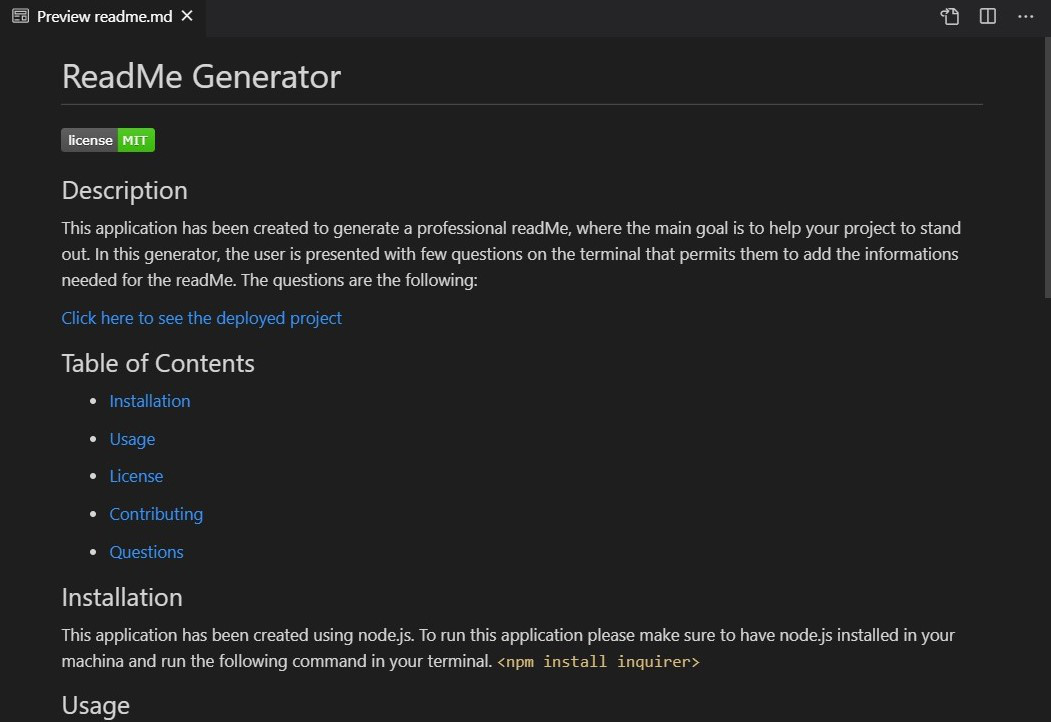 Preview readme.md
ReadMe Generator
license MIT
Description
This application has been created to generate a professional readMe, where the main goal is to help your project to stand
out. In this generator, the user is presented with few questions on the terminal that permits them to add the informations
needed for the readMe. The questions are the following:
Click here to see the deployed project
Table of Contents
Installation
Usage
License
Contributing
Questions
Installation
This application has been created using node.js. To run this application please make sure to have node.js installed in your
machina and run the following command in your terminal. <npm install inquirer>
Usage